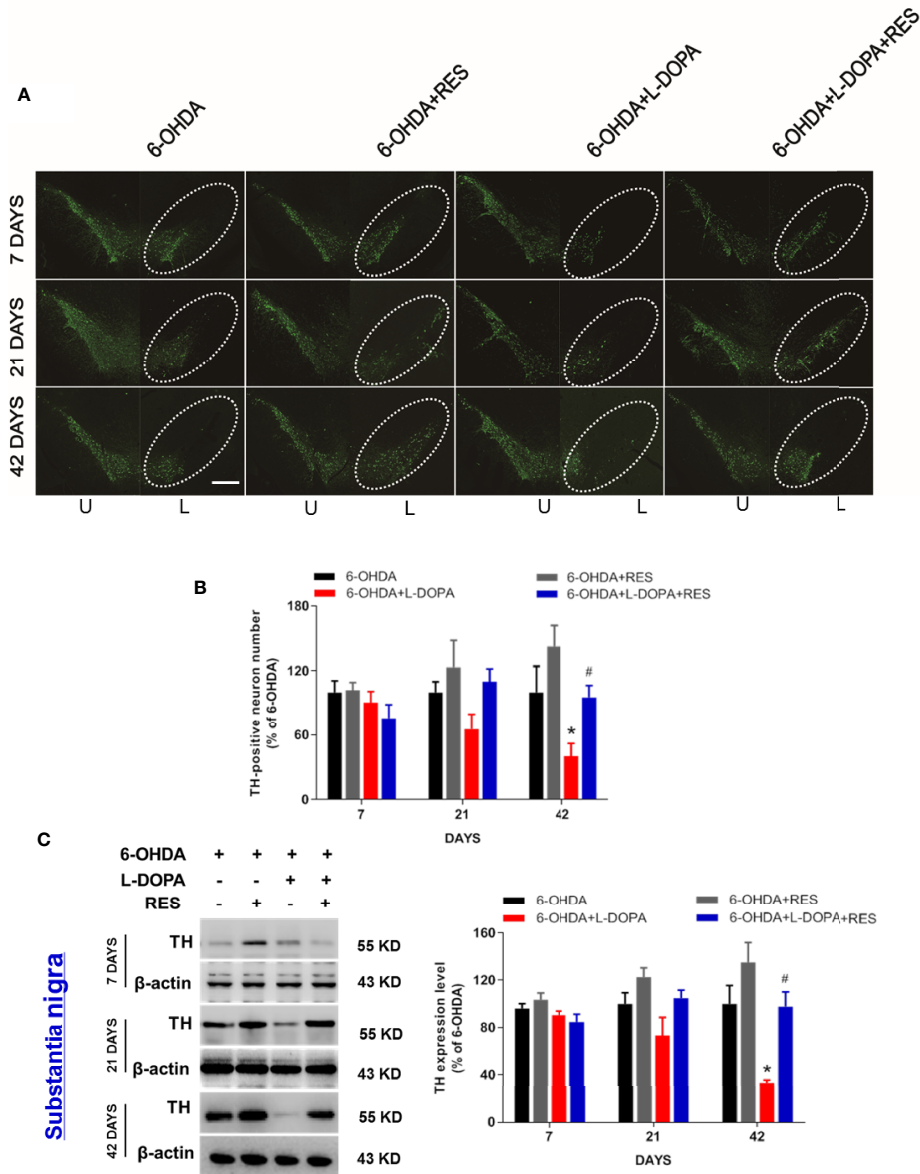 A
6-OHDA
6-OHDA+RES
6-OHDA+L-DOPA
6-OHDA+L-DOPA+RES
7 DAYS
21 DAYS
42 DAYS
U L U L U L U L
B
6-OHDA
6-OHDA+RES
6-OHDA+L-DOPA
6-OHDA+L-DOPA+RES
TH-positive neuron number
(% of 6-OHDA)
180
120
60
0
#
*
7 21 42
DAYS
C
6-OHDA + + + +
L-DOPA - - + +
RES - + - +
Substantia nigra
7 DAYS
TH 55 KD
β-actin 43 KD
21 DAYS
TH 55 KD
β-actin 43 KD
42 DAYS
TH 55 KD
β-actin 43 KD
6-OHDA
6-OHDA+RES
6-OHDA+L-DOPA
6-OHDA+L-DOPA+RES
TH expression level
(% of 6-OHDA)
160
120
80
40
0
#
*
7 21 42
DAYS